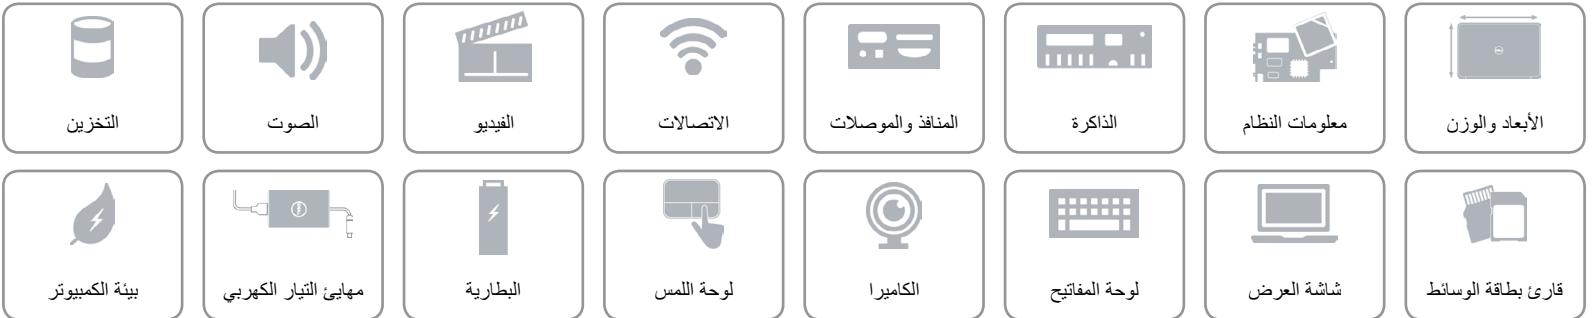 الأبعاد والوزن
معلومات النظام
الذاكرة
المنافذ والموصلات
الاتصالات
الفيديو
الصوت
التخزين
قارئ بطاقة الوسائط
شاشة العرض
لوحة المفاتيح
الكاميرا
لوحة اللمس
البطارية
مهايئ التيار الكهربي
بيئة الكمبيوتر